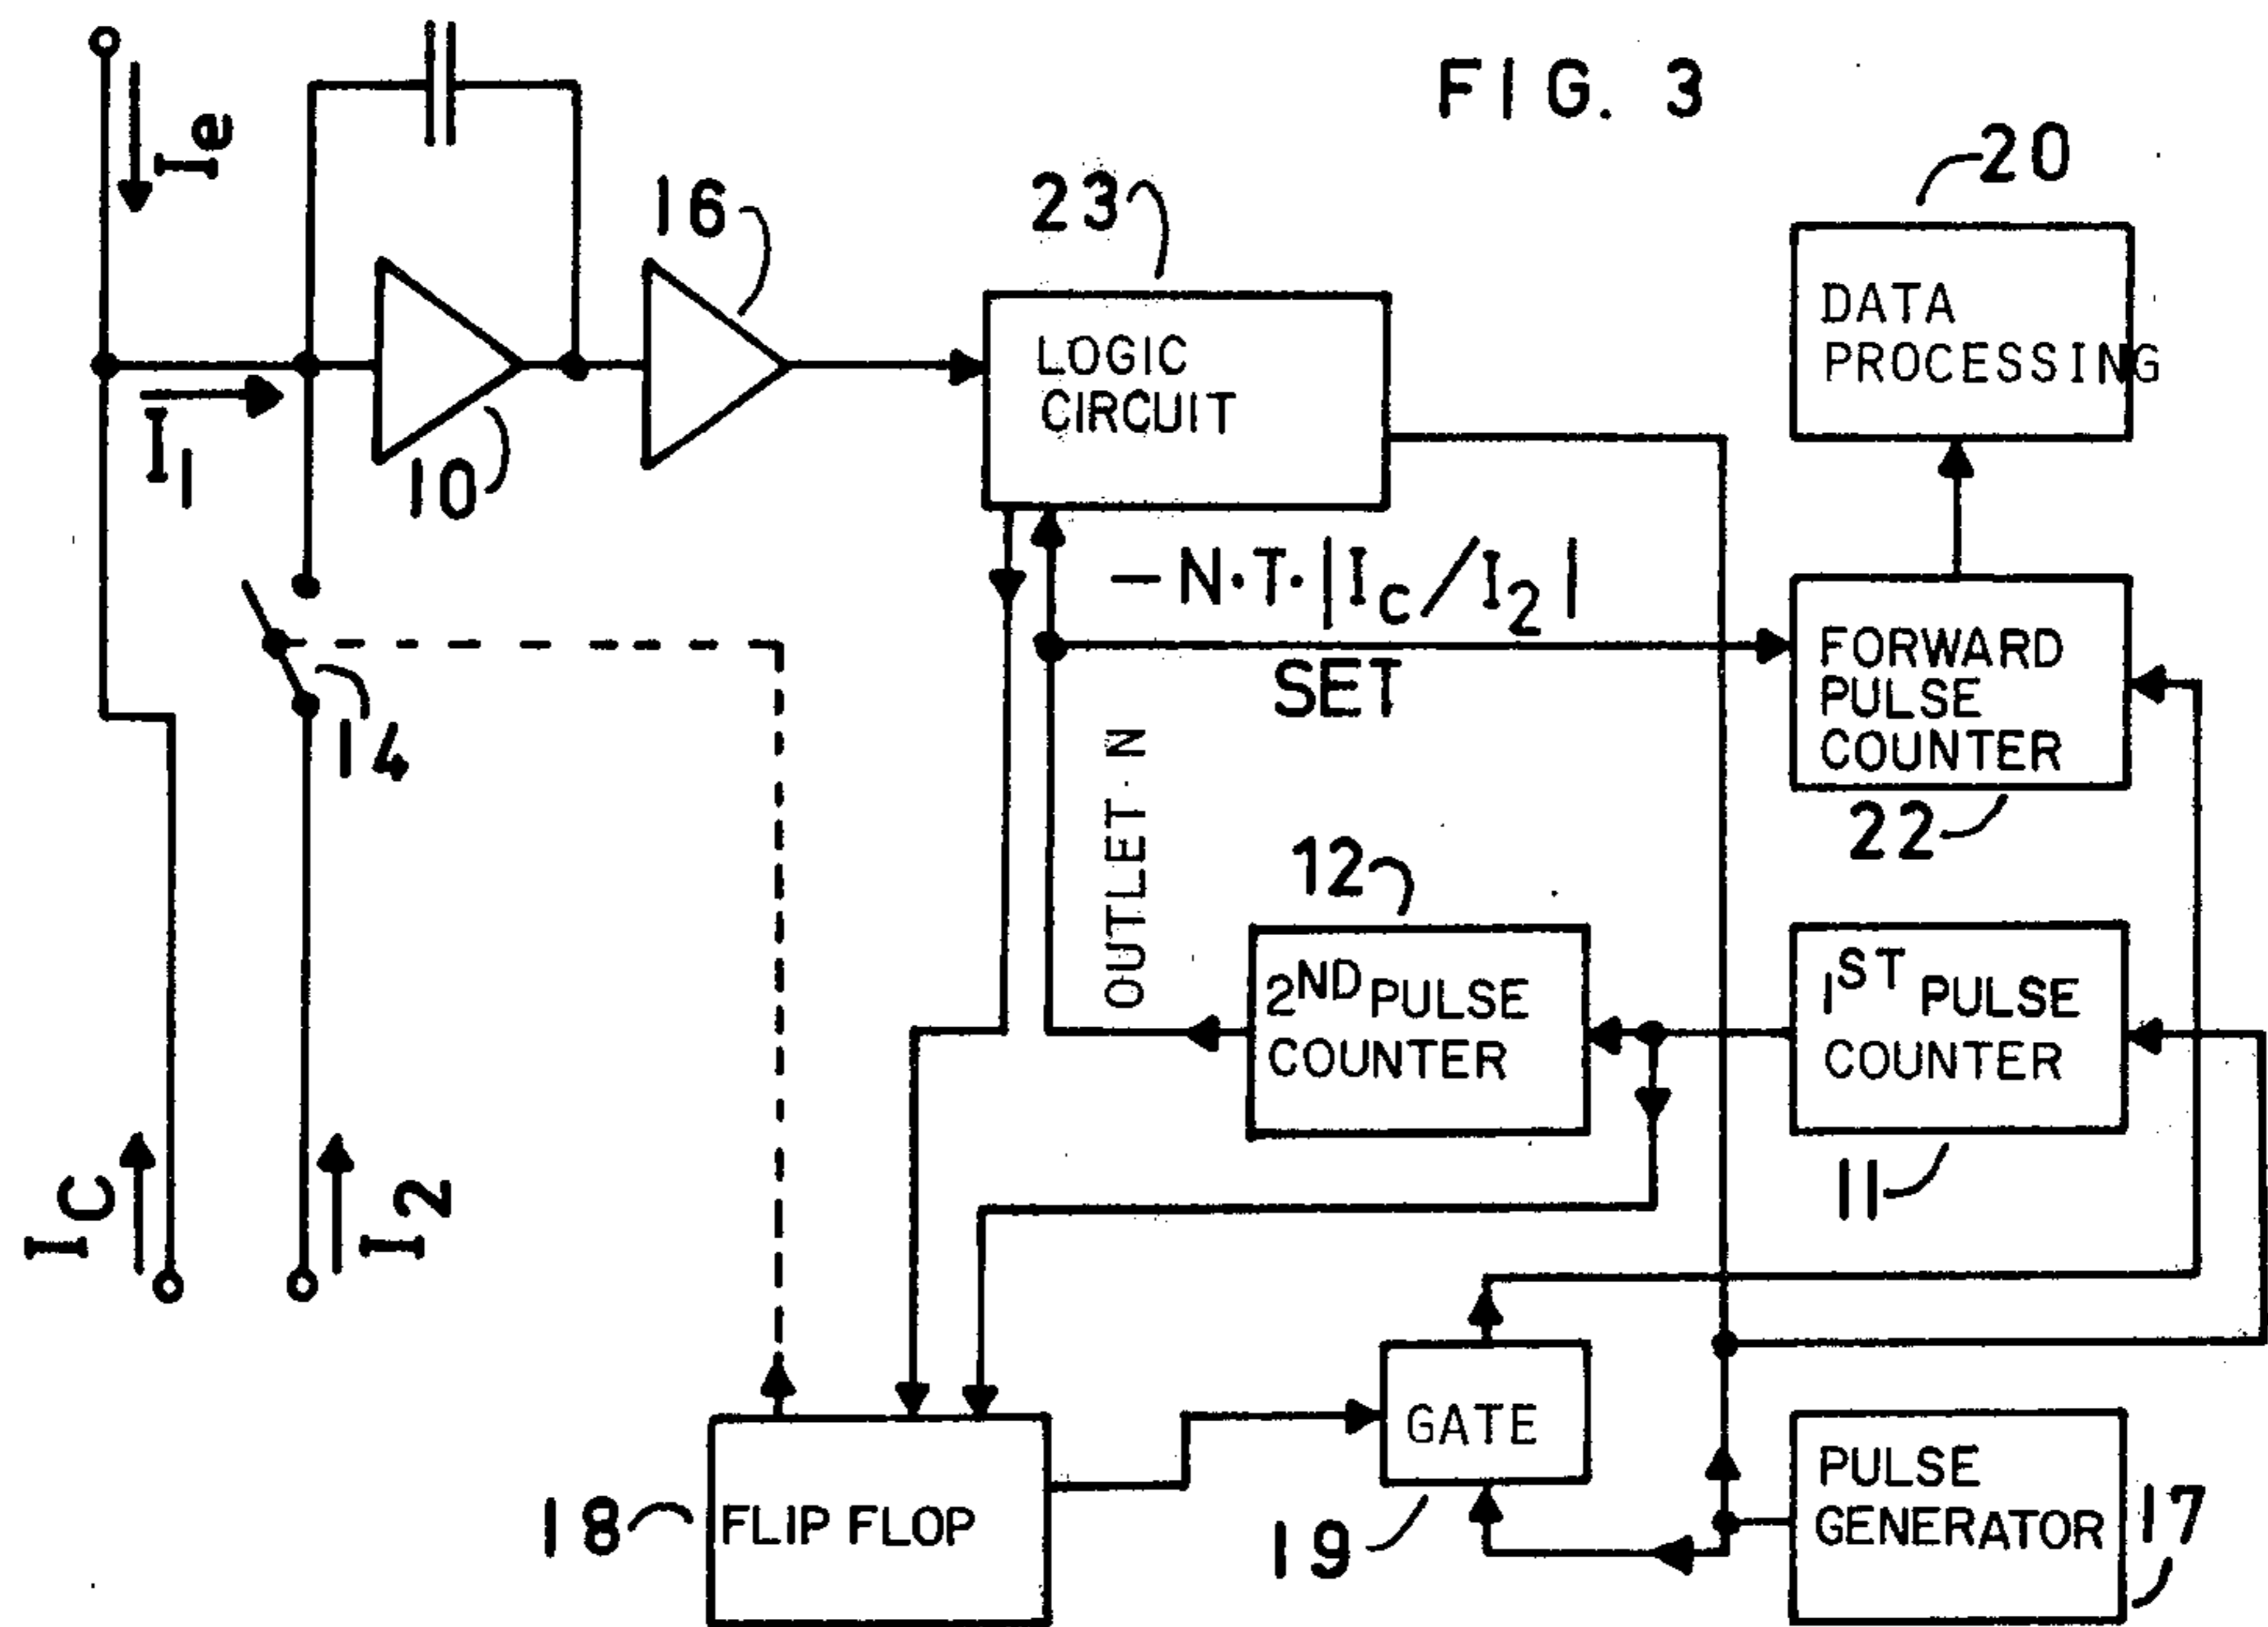 FIG. 3
Ie
16
23
20
DATA
PROCESSING
LOGIC
CIRCUIT
I1
10
-N·T·|Ic/I2|
SET
FORWARD
PULSE
COUNTER
22
14
OUTLET N
12
2ND PULSE
COUNTER
1ST PULSE
COUNTER
11
IC
I2
GATE
19
PULSE
GENERATOR
17
18
FLIP FLOP